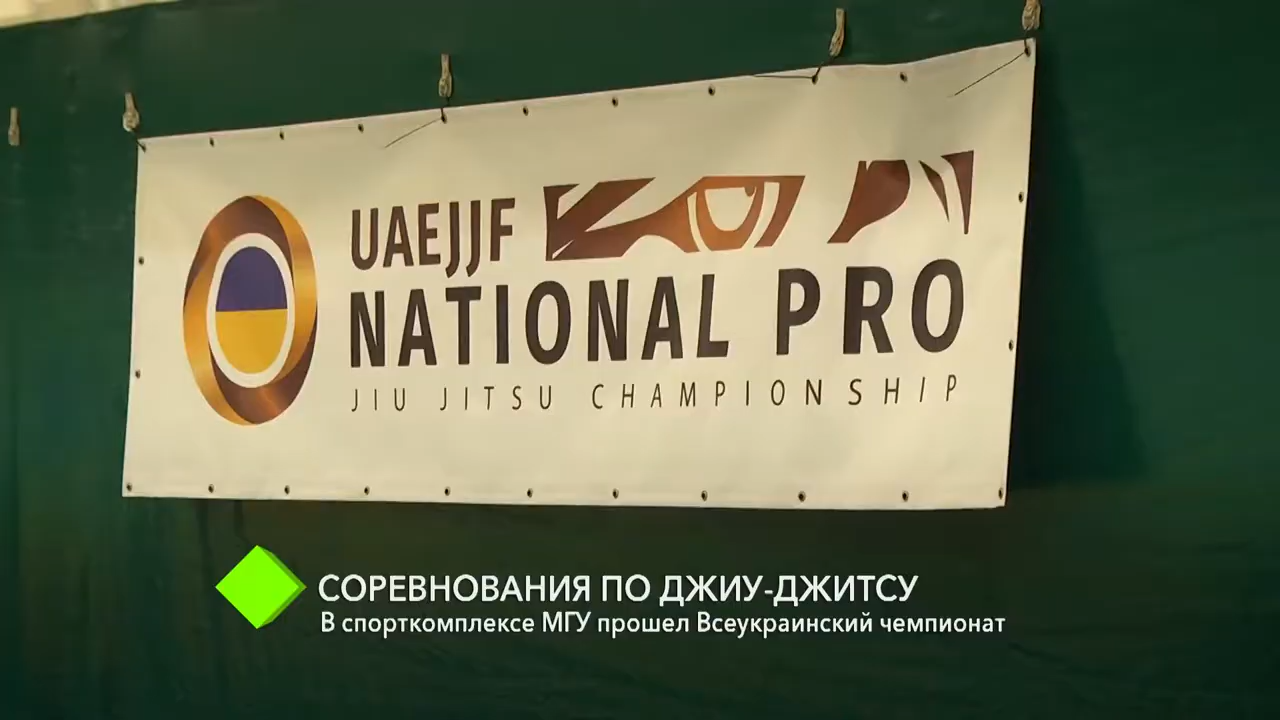 UAEJJF
NATIONAL PRO
JIU JITSU CHAMPIONSHIP
СОРЕВНОВАНИЯ ПО ДЖИУ-ДЖИТСУ
В спорткомплексе МГУ прошел Всеукраинский чемпионат